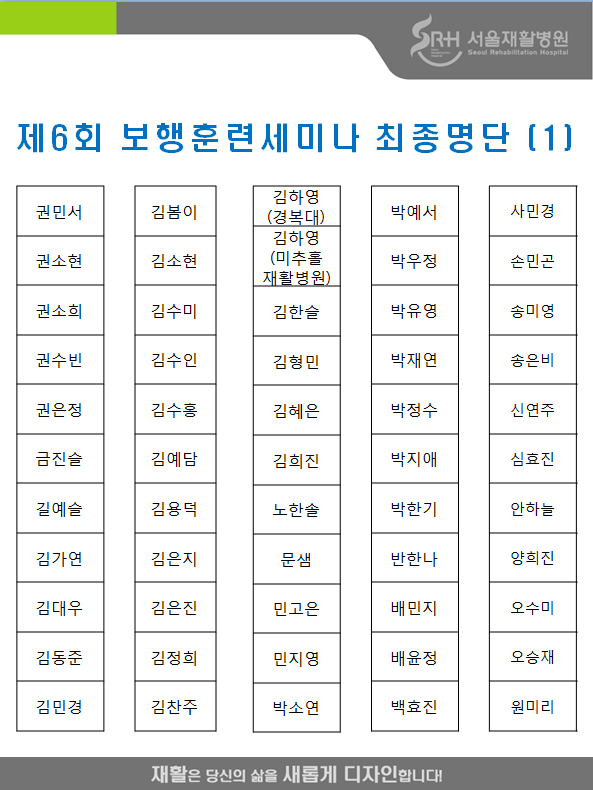 SRH 서울재활병원
Seoul Rehabilitation Hospital
제6회 보행훈련세미나 최종명단 (1)
권민서
권소현
권소희
권수빈
권은정
금진슬
길예슬
김가연
김대우
김동준
김민경
김봄이
김소현
김수미
김수인
김수홍
김예담
김용덕
김은지
김은진
김정희
김찬주
김하영
(경복대)
김하영
(미추홀
재활병원)
김한슬
김형민
김혜은
김희진
노한솔
문샘
민고은
민지영
박소연
박예서
박우정
박유영
박재연
박정수
박지애
박한기
반한나
배민지
배윤정
백효진
사민경
손민곤
송미영
송은비
신연주
심효진
안하늘
양희진
오수미
오승재
원미리
재활은 당신의 삶을 새롭게 디자인합니다!